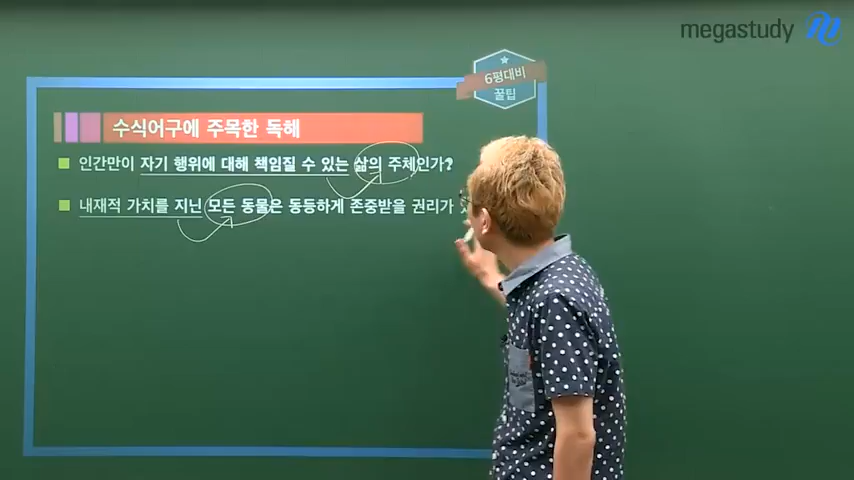 megastudy
6평대비
꿀팁
수식어구에 주목한 독해
인간만이 자기 행위에 대해 책임질 수 있는 삶의 주체인가?
내재적 가치를 지닌 모든 동물은 동등하게 존중받을 권리가